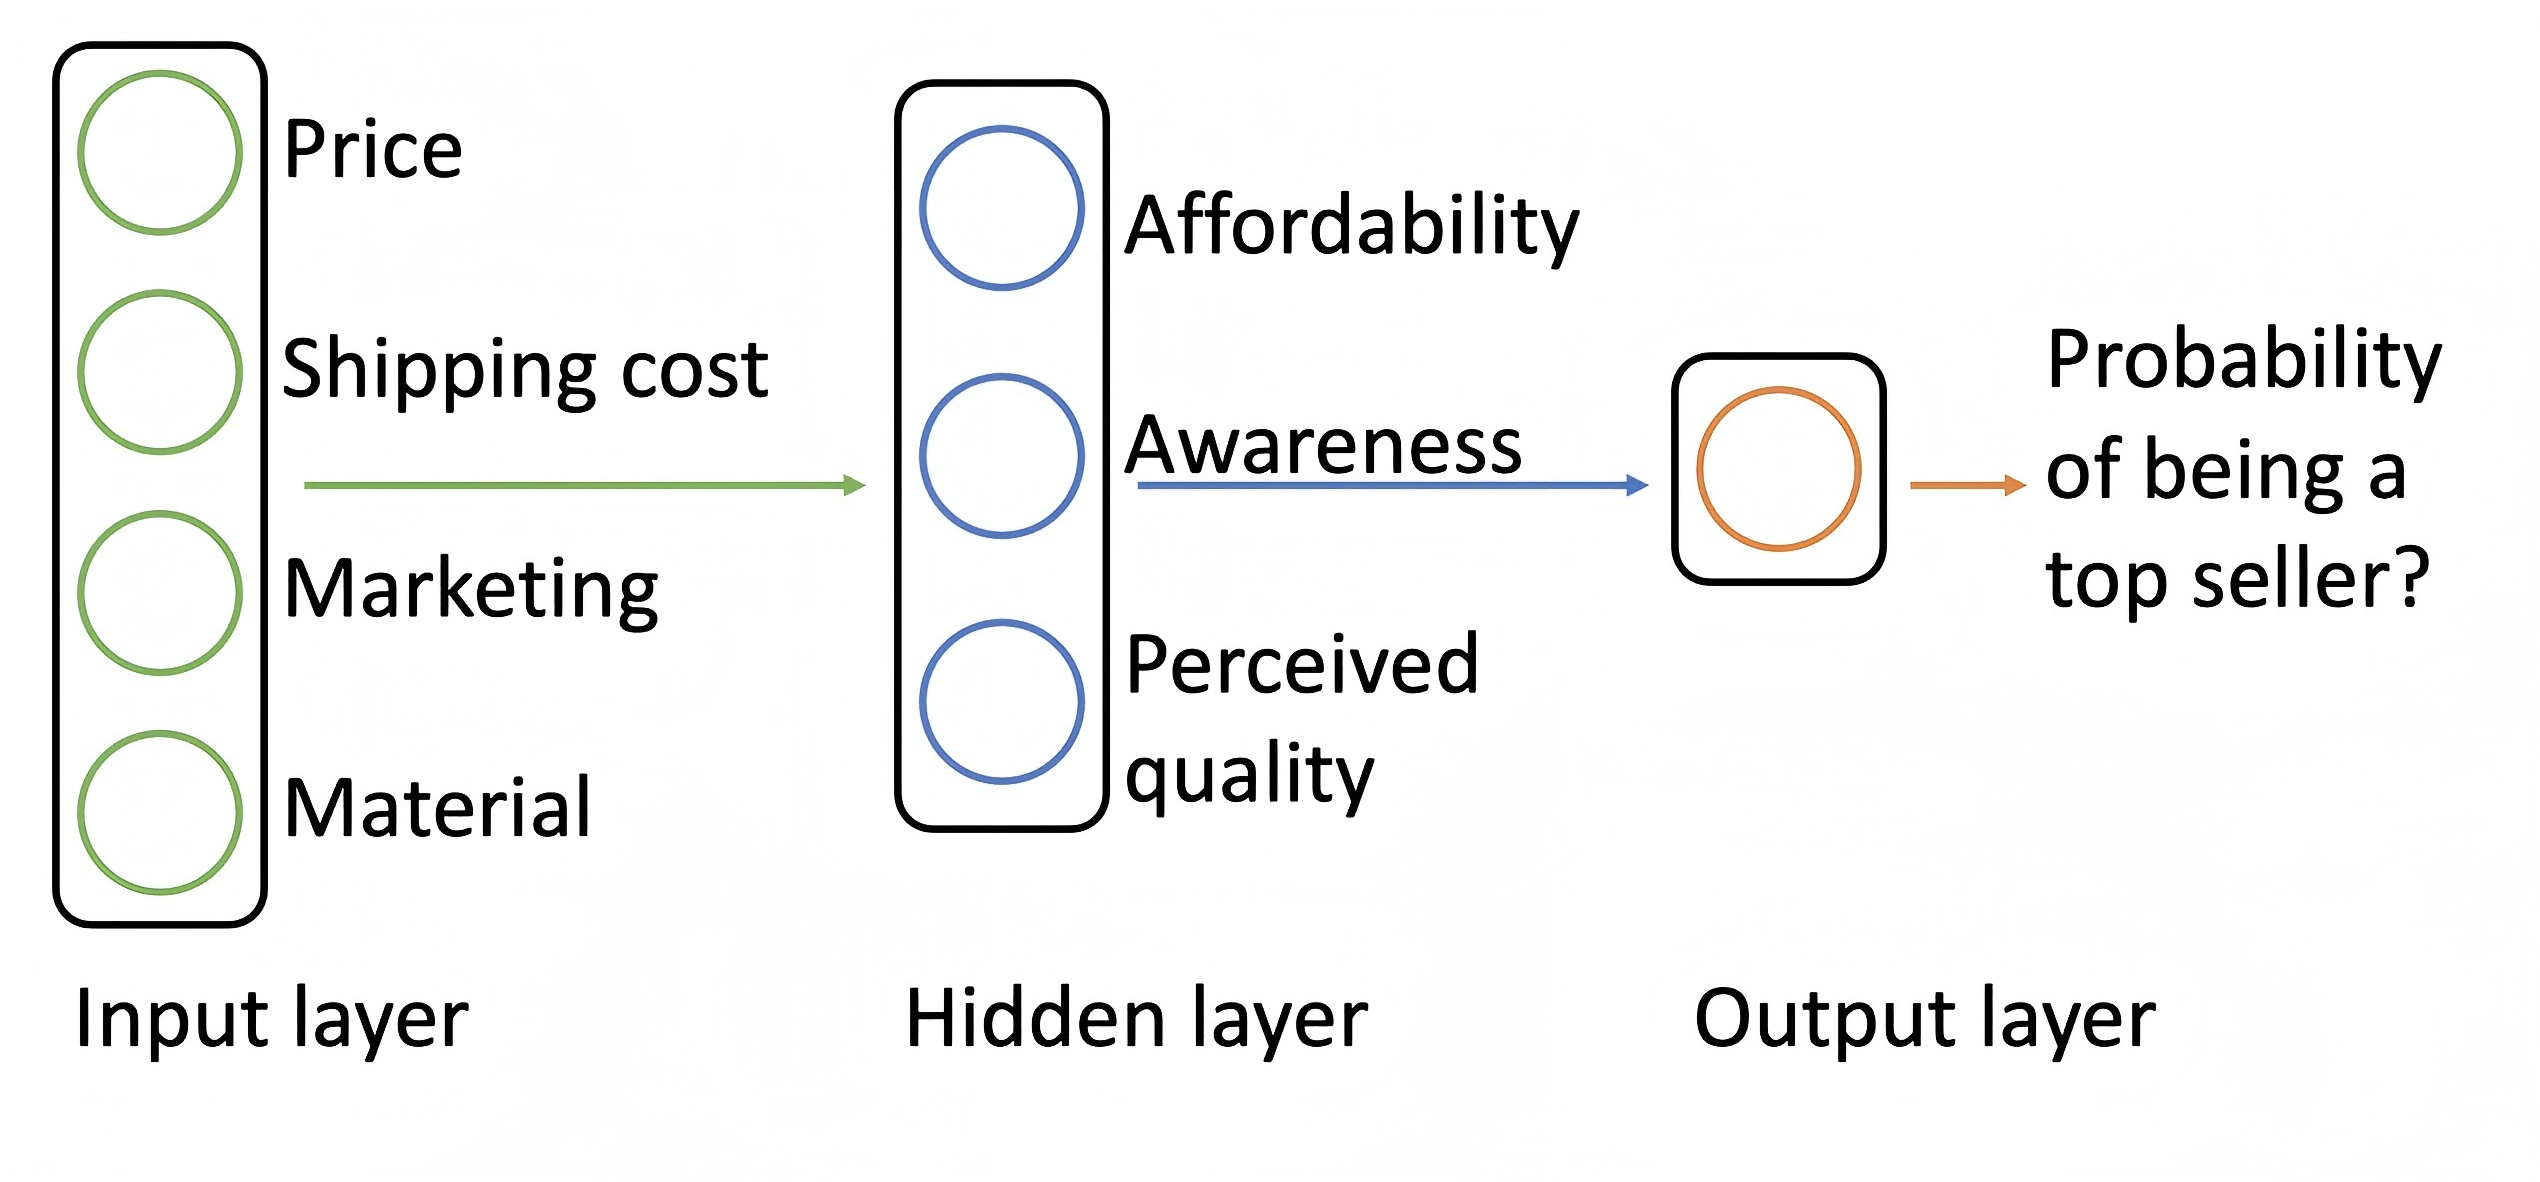 Price
Shipping cost
Marketing
Material
Input layer
Affordability
Awareness
Perceived
quality
Hidden layer
Probability
of being a
top seller?
Output layer